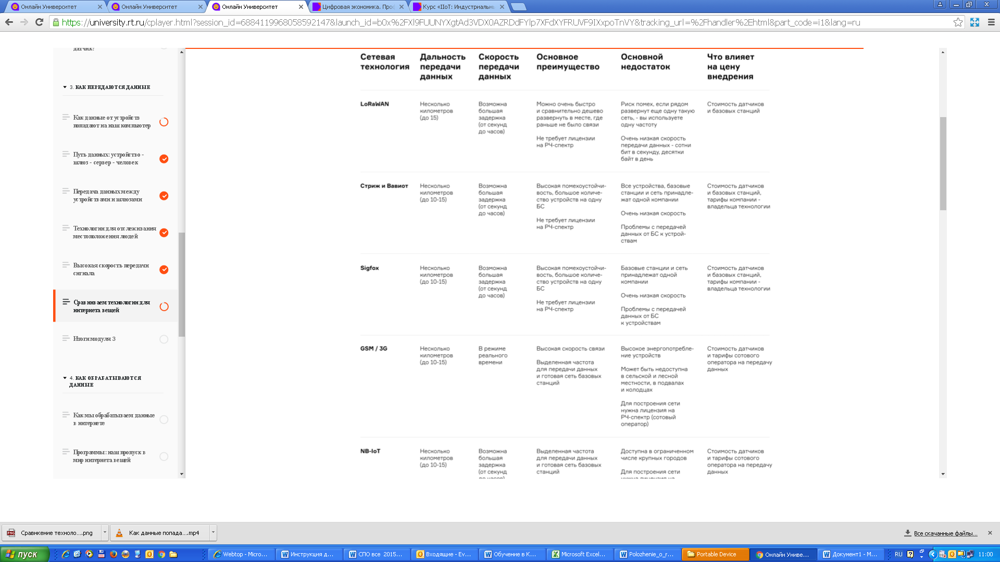 Онлайн Университет
Онлайн Университет
Онлайн Университет
Цифровая экономика. Про
Курс «IIoT: Индустриальны
https://university.rt.ru/cplayer.html?session_id=6884119968058592147&launch_id=b0x%2FXl9FUUNYXgtAd3VDX0AZRDdFYlp7XFdXYFRUVF9IXxpoTnVY&tracking_url=%2Fhandler%2Ehtml&part_code=i1&lang=ru
датчик?
3. КАК ПЕРЕДАЮТСЯ ДАННЫЕ
Как данные от устройств
попадают на наш компьютер
Путь данных: устройство -
шлюз - сервер - человек
Передача данных между
устройствами и шлюзами
Технологии для отслеживания
местоположения людей
Высокая скорость передачи
сигнала
Сравниваем технологии для
интернета вещей
Итоги модуля 3
4. КАК ОБРАБАТЫВАЮТСЯ
ДАННЫЕ
Как мы обрабатываем данные
в интернете
Программы: наш пропуск в
мир интернета вещей
Сетевая
технология
Дальность
передачи
данных
Скорость
передачи
данных
Основное
преимущество
Основной
недостаток
Что влияет
на цену
внедрения
LoRaWAN
Несколько
километров
(до 15)
Возможна
большая
задержка
(от секунд
до часов)
Можно очень быстро
и сравнительно дешево
развернуть в месте, где
раньше не было связи
Не требует лицензии
на РЧ-спектр
Риск помех, если рядом
развернут еще одну такую
сеть, - вы используете
одну частоту
Очень низкая скорость
передачи данных - сотни
бит в секунду, десятки
байт в день
Стоимость датчиков
и базовых станций
Стриж и Вавиот
Несколько
километров
(до 10-15)
Возможна
большая
задержка
(от секунд
до часов)
Высокая помехоустойчи-
вость, большое количе-
ство устройств на одну
БС
Не требует лицензии
на РЧ-спектр
Все устройства, базовые
станции и сеть принадле-
жат одной компании
Очень низкая скорость
Проблемы с передачей
данных от БС к устрой-
ствам
Стоимость датчиков
и базовых станций,
тарифы компании -
владельца технологии
Sigfox
Несколько
километров
(до 10-15)
Возможна
большая
задержка
(от секунд
до часов)
Высокая помехоустойчи-
вость, большое количе-
ство устройств на одну
БС
Не требует лицензии
на РЧ-спектр
Базовые станции и сеть
принадлежат одной
компании
Очень низкая скорость
Проблемы с передачей
данных от БС
к устройствам
Стоимость датчиков
и базовых станций,
тарифы компании -
владельца технологии
GSM / 3G
Несколько
километров
(до 10-15)
В режиме
реального
времени
Высокая скорость связи
Выделенная частота
для передачи данных
и готовая сеть базовых
станций
Высокое энергопотребле-
ние устройств
Может быть недоступна
в сельской и лесной
местности, в подвалах
и колодцах
Для построения сети
нужна лицензия на
РЧ-спектр (сотовый
оператор)
Стоимость датчиков
и тарифы сотового
оператора на передачу
данных
NB-IoT
Несколько
километров
(до 10-15)
Возможна
большая
задержка
(от секунд
до часов)
Выделенная частота
для передачи данных
и готовая сеть базовых
станций
Доступна в ограниченном
числе крупных городов
Для построения сети
нужна лицензия на
Стоимость датчиков
и тарифы сотового
оператора на передачу
данных
Сравнкение техноло....png
Как данные попада....mp4
Все скачанные файлы...
пуск
Webtop - Micro...
Инструкция д...
СПО все 2015...
Входящие - Ev...
Обучение в К...
Microsoft Excel...
Polozhenie_o_r...
Portable Device
Онлайн Униве...
Документ1 - M...
RU
11:00